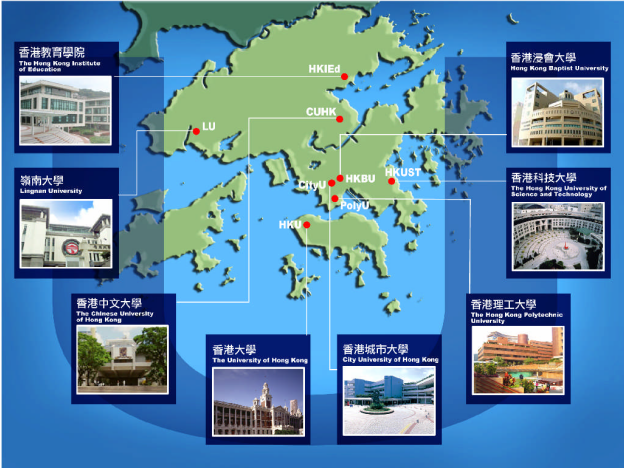 香港教育學院
The Hong Kong Institute
of Education
嶺南大學
Lingnan University
香港中文大學
The Chinese University
of Hong Kong
香港大學
The University of Hong Kong
香港城市大學
City University of Hong Kong
香港理工大學
The Hong Kong Polytechnic
University
香港科技大學
The Hong Kong University of
Science and Technology
香港浸會大學
Hong Kong Baptist University
HKIEd
CUHK
LU
HKBU
HKUST
CityU
PolyU
HKU